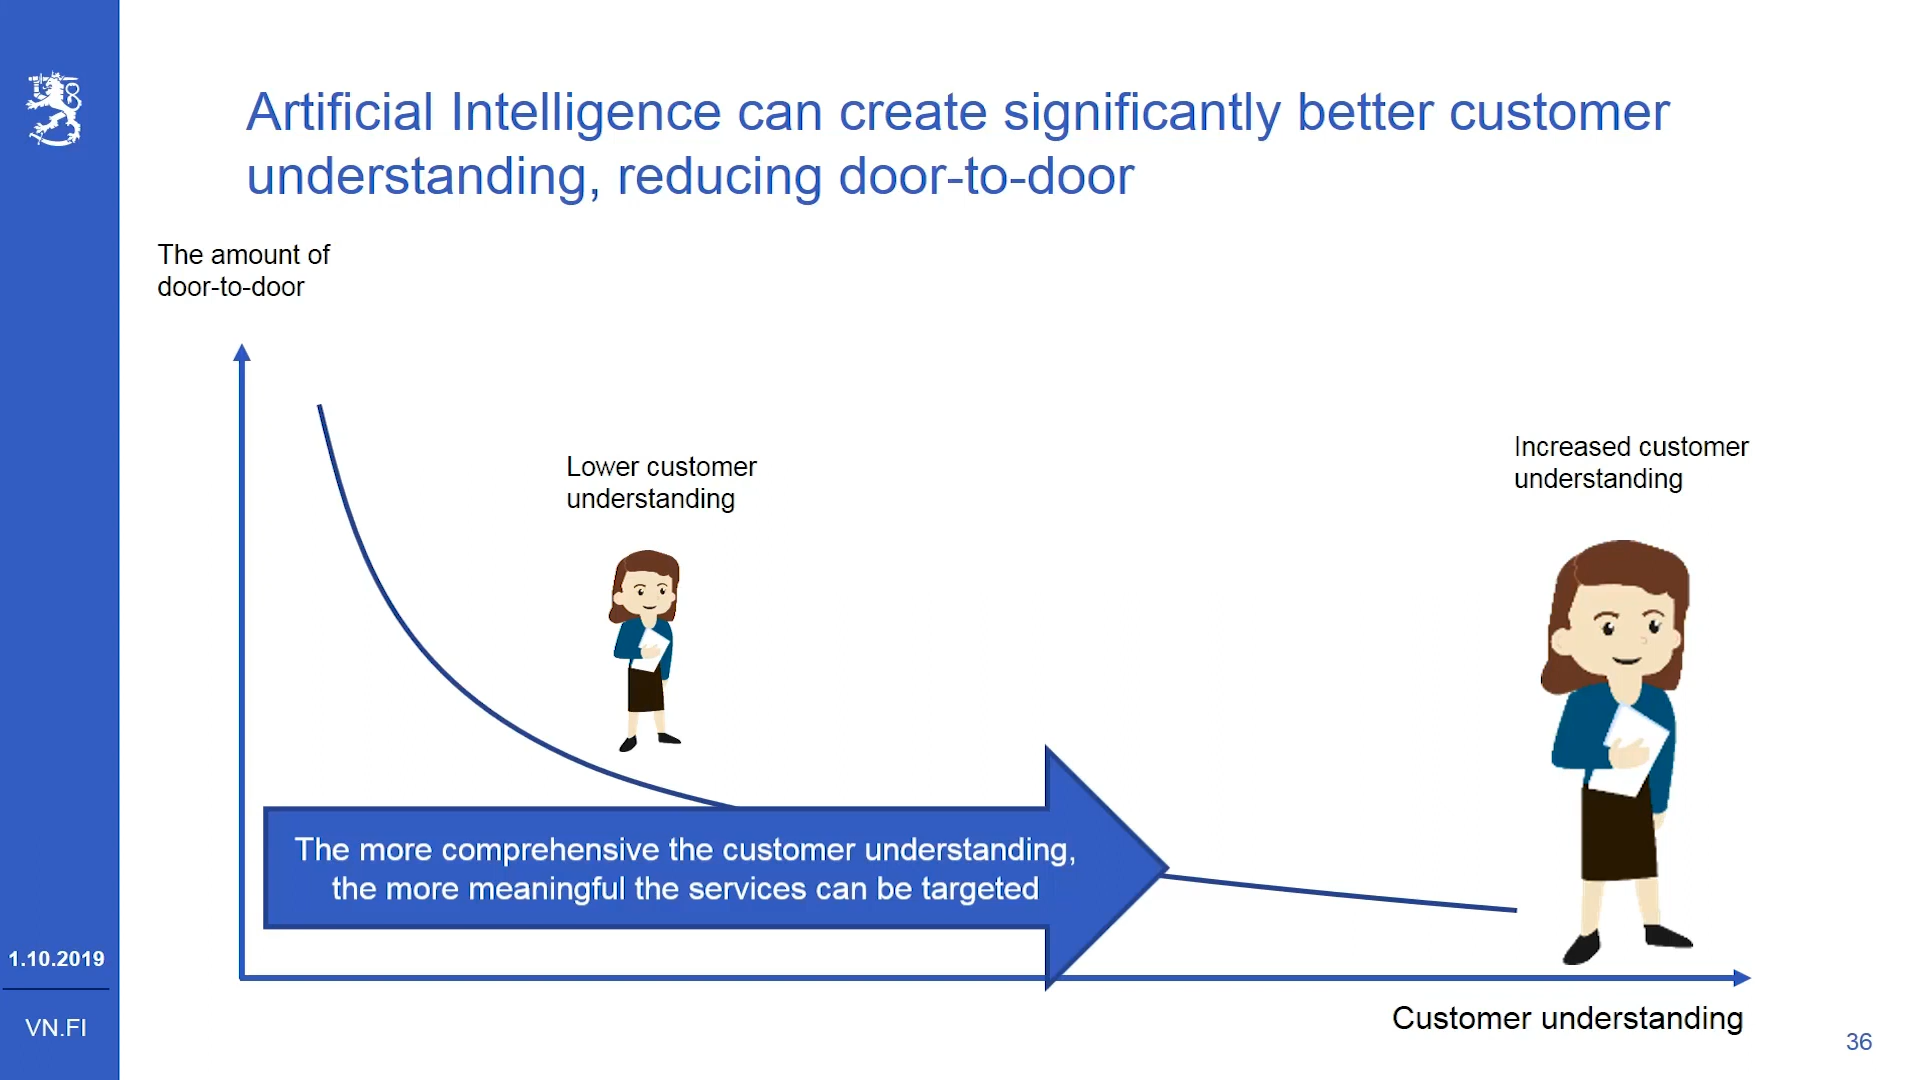 Artificial Intelligence can create significantly better customer
understanding, reducing door-to-door
The amount of
door-to-door
Lower customer
understanding
Increased customer
understanding
The more comprehensive the customer understanding,
the more meaningful the services can be targeted
Customer understanding
1.10.2019
VN.FI
36